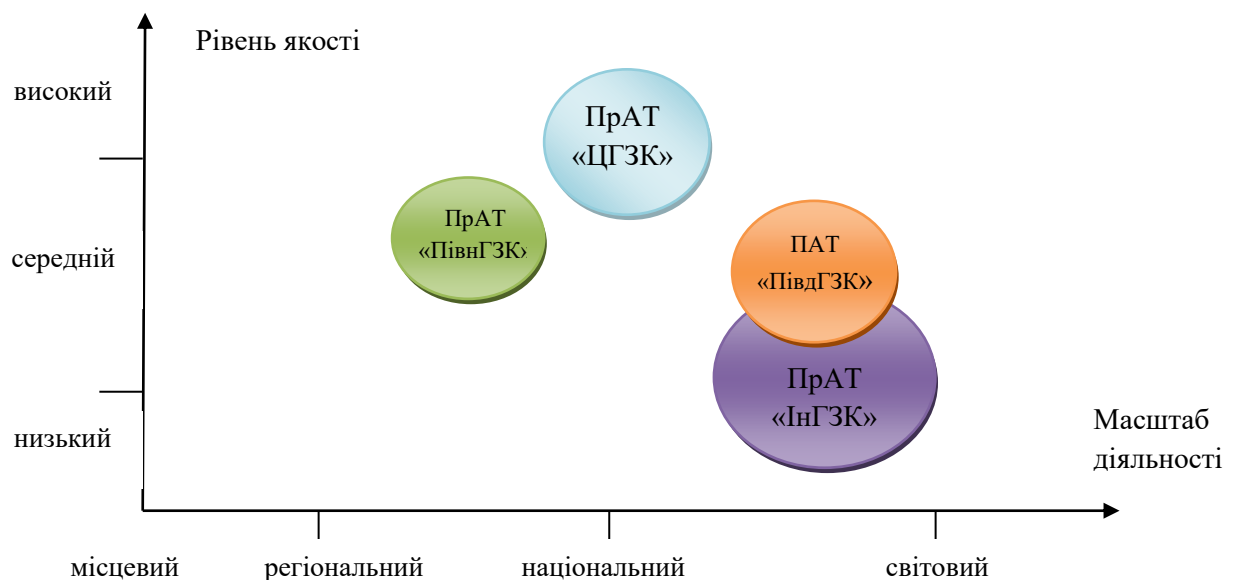 Рівень якості
високий
ПрАТ
«ЦГЗК»
ПрАТ
«ПівнГЗК»
середній
ПАТ
«ПівдГЗК»
ПрАТ
«ІнГЗК»
низький
Масштаб
діяльності
місцевий регіональний національний світовий